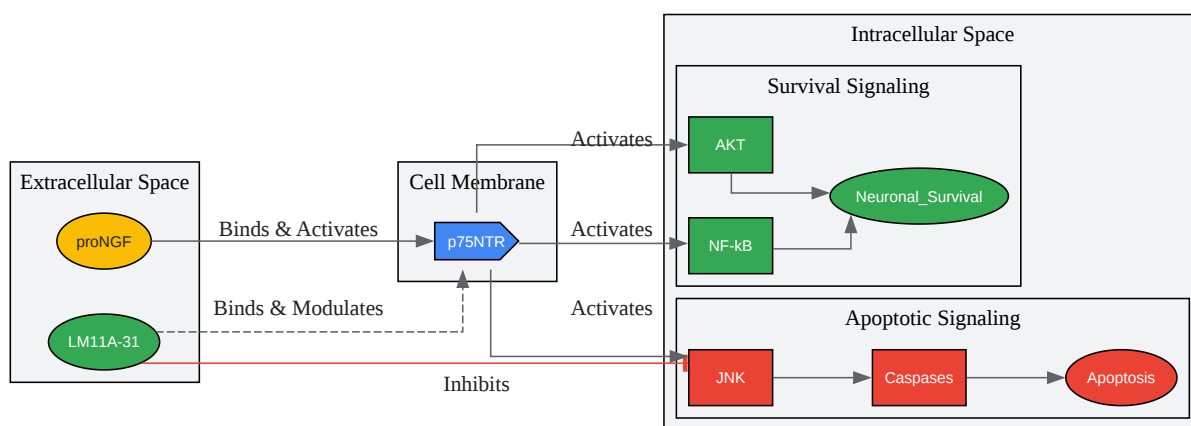 Intracellular Space
Survival Signaling
Activates
AKT
Extracellular Space
Cell Membrane
Neuronal_Survival
proNGF
Binds & Activates
p75NTR
Activates
NF-kB
Binds & Modulates
Activates
Apoptotic Signaling
LM11A-31
Inhibits
JNK
Caspases
Apoptosis